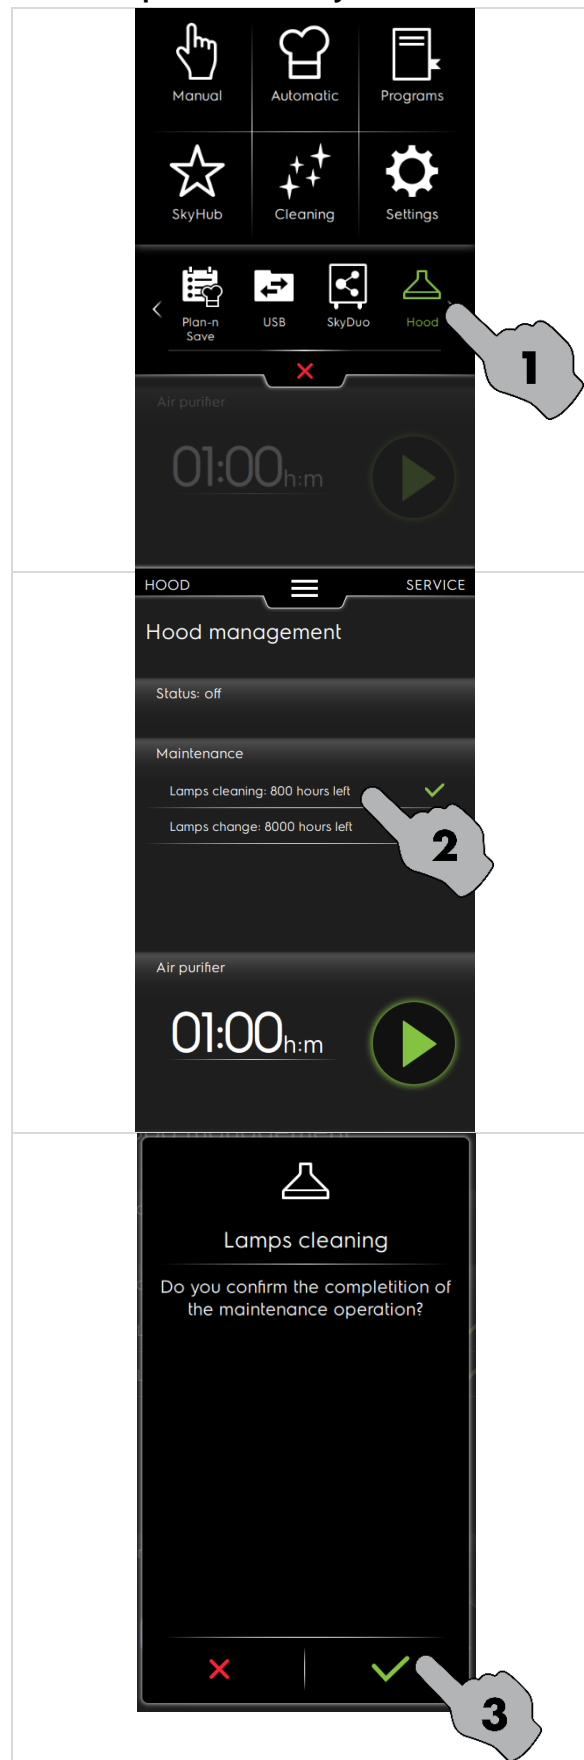 Manual Automatic Programs
SkyHub Cleaning Settings
Plan-n
Save USB SkyDuo Hood
1
Air purifier
01:00 h:m
HOOD SERVICE
Hood management
Status: off
Maintenance
Lamps cleaning: 800 hours left
Lamps change: 8000 hours left
2
Air purifier
01:00 h:m
Lamps cleaning
Do you confirm the completition of
the maintenance operation?
3